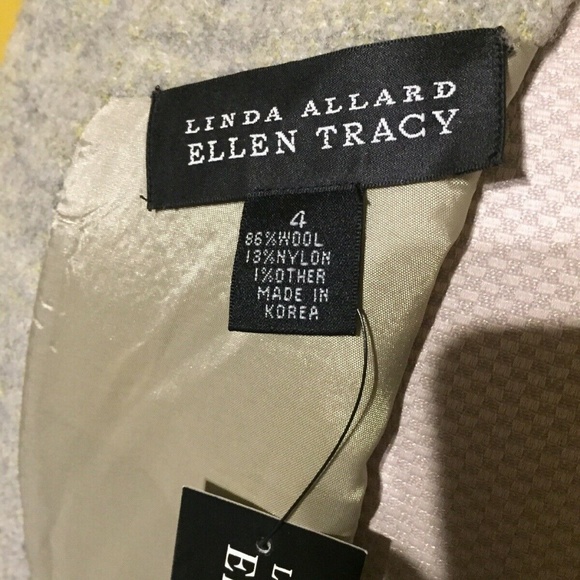 LINDA ALLARD
ELLEN TRACY
4
86%WOOL
13%NYLON
1%OTHER
MADE IN
KOREA